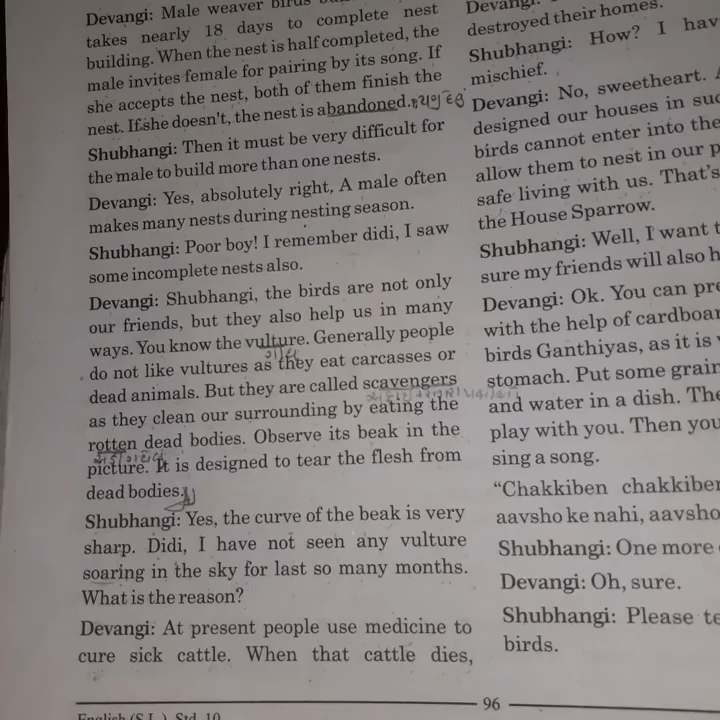 Devangi: Male weaver birds
takes nearly 18 days to complete nest
building. When the nest is half completed, the
male invites female for pairing by its song. If
she accepts the nest, both of them finish the
nest. If she doesn't, the nest is abandoned.
Shubhangi: Then it must be very difficult for
the male to build more than one nests.
Devangi: Yes, absolutely right, A male often
makes many nests during nesting season.
Shubhangi: Poor boy! I remember didi, I saw
some incomplete nests also.
Devangi: Shubhangi, the birds are not only
our friends, but they also help us in many
ways. You know the vulture. Generally people
ગીધ
do not like vultures as they eat carcasses or
dead animals. But they are called scavengers
as they clean our surrounding by eating the
rotten dead bodies. Observe its beak in the
picture. It is designed to tear the flesh from
dead bodies.
Shubhangi: Yes, the curve of the beak is very
sharp. Didi, I have not seen any vulture
soaring in the sky for last so many months.
What is the reason?
Devangi: At present people use medicine to
cure sick cattle. When that cattle dies,
Devangi:
destroyed their homes.
Shubhangi: How? I hav
mischief.
Devangi: No, sweetheart.
designed our houses in suc
birds cannot enter into the
allow them to nest in our p
safe living with us. That's
the House Sparrow.
Shubhangi: Well, I want t
sure my friends will also h
Devangi: Ok. You can pre
with the help of cardboar
birds Ganthiyas, as it is
stomach. Put some grain
and water in a dish. The
play with you. Then you
sing a song.
"Chakkiben chakkiben
aavsho ke nahi, aavsho
Shubhangi: One more
Devangi: Oh, sure.
Shubhangi: Please te
birds.
96
English (S.L.), Std. 10